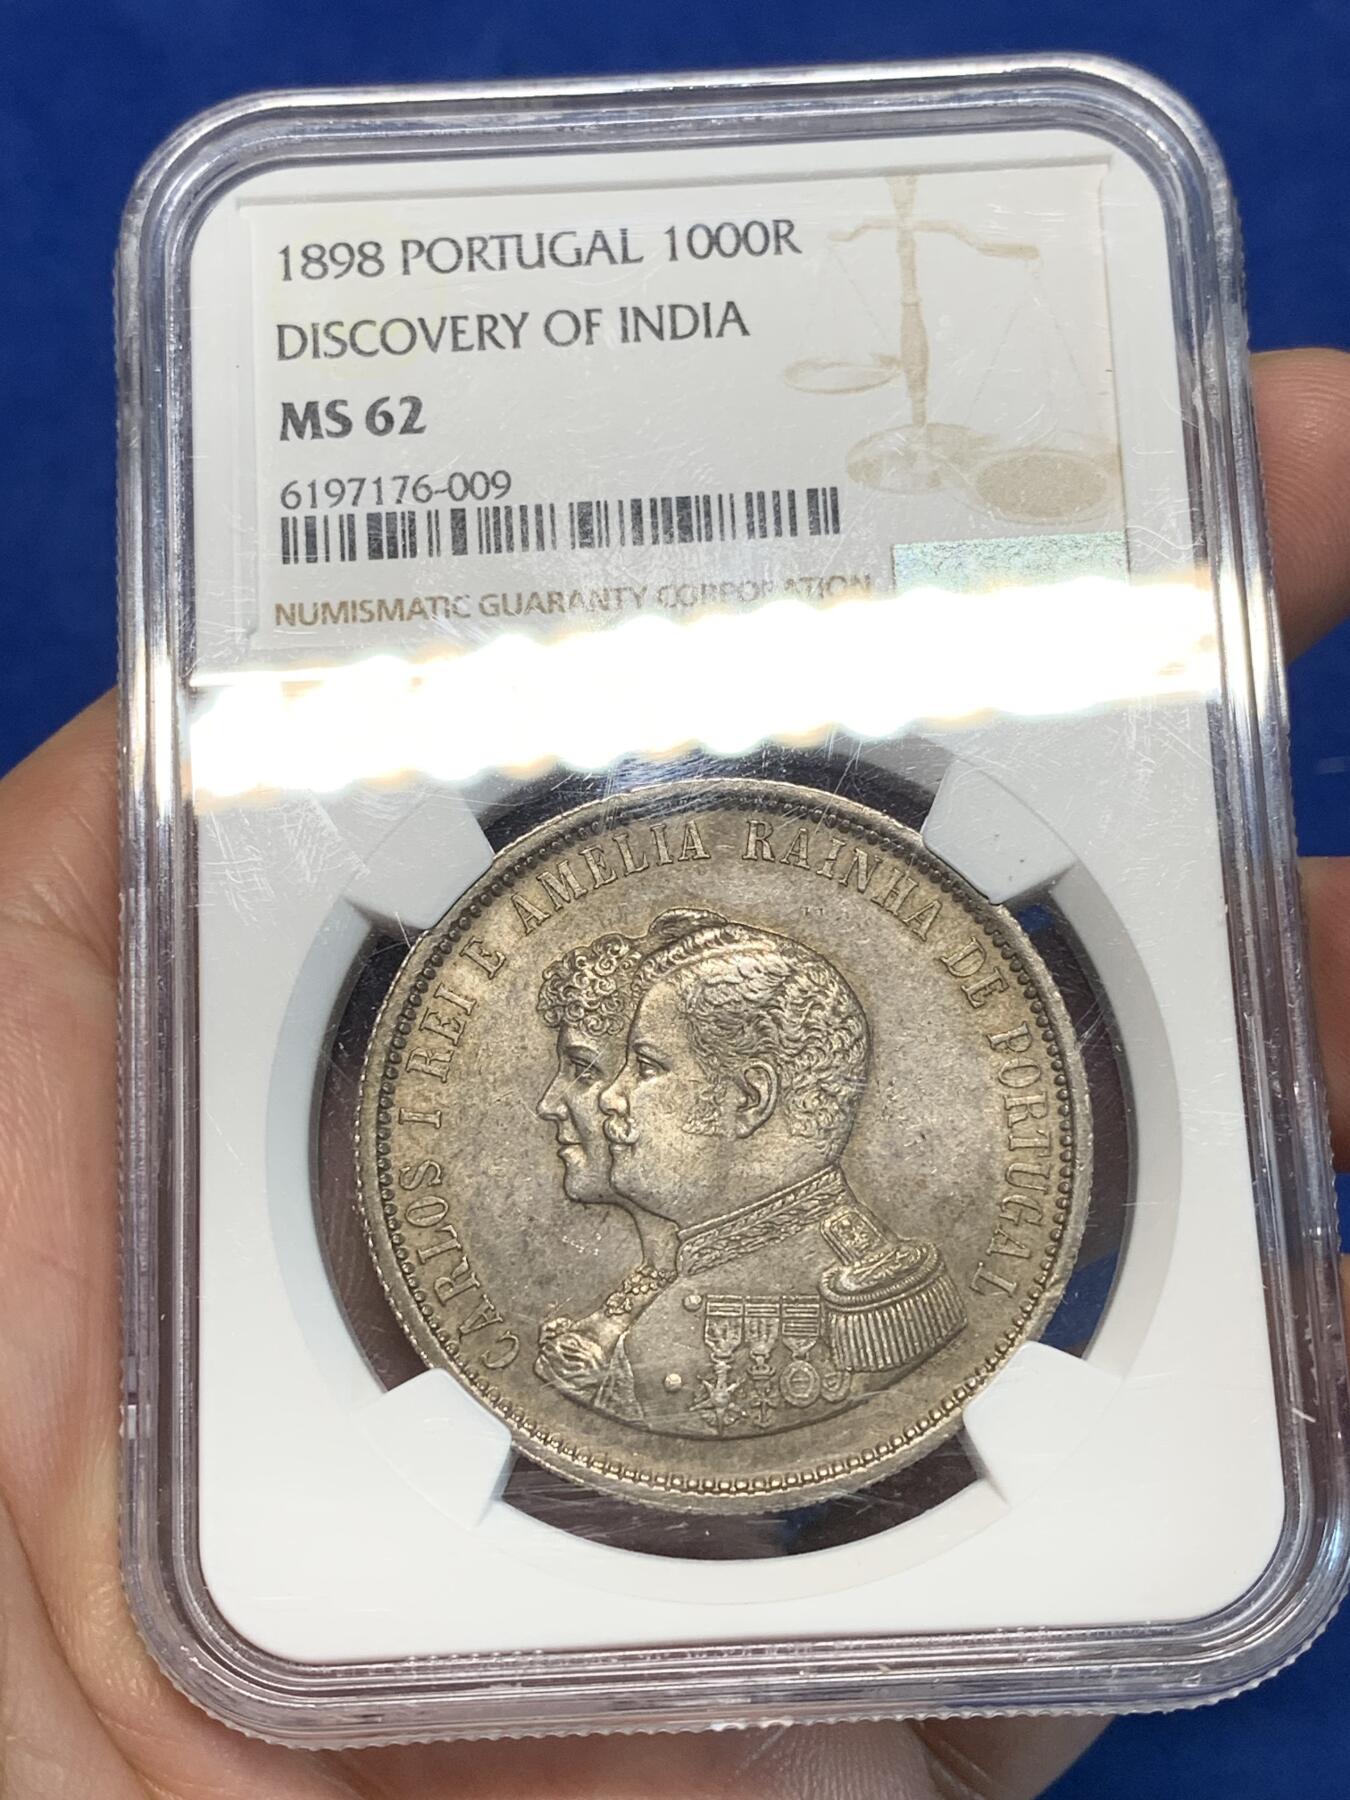 1898 PORTUGAL 1000R
DISCOVERY OF INDIA
MS 62
6197176-009
NUMISMATIC GUARANTY CORPORATION
CARLOS I REI E AMELIA RAINHA DE PORTUGAL